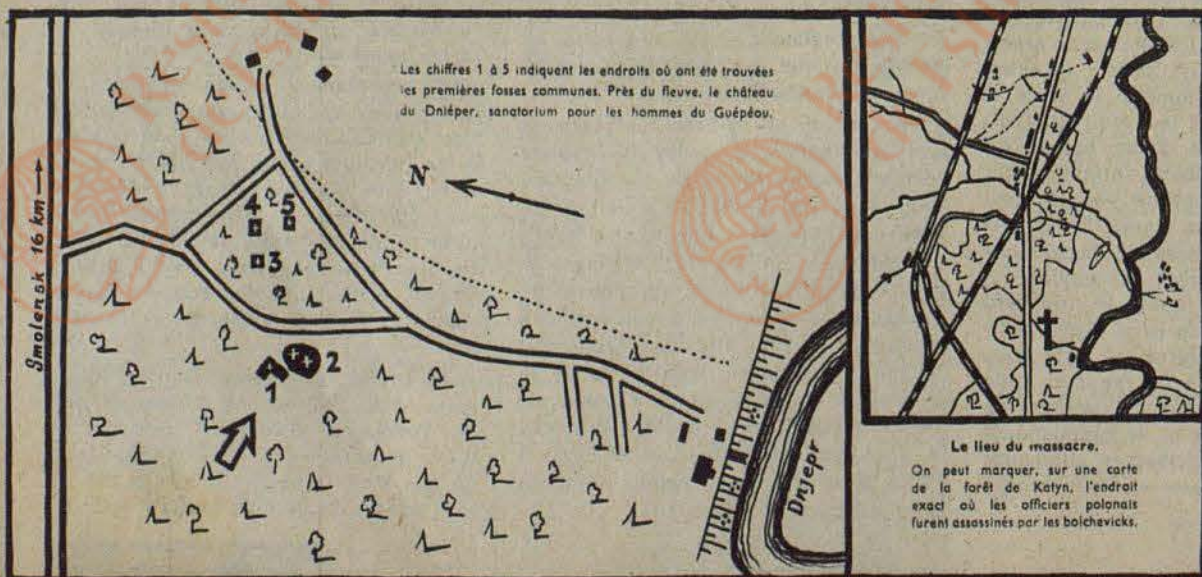 Les chiffres 1 à 5 indiquent les endroits où ont été trouvées
les premières fosses communes. Près du fleuve, le château
du Dniéper, sanatorium pour les hommes du Guépéou.
N
Smolensk 16 km
4 5
3
2
1
Dnjepr
Le lieu du massacre.
On peut marquer, sur une carte
de la forêt de Katyn, l'endroit
exact où les officiers polonais
furent assassinés par les bolchevicks.